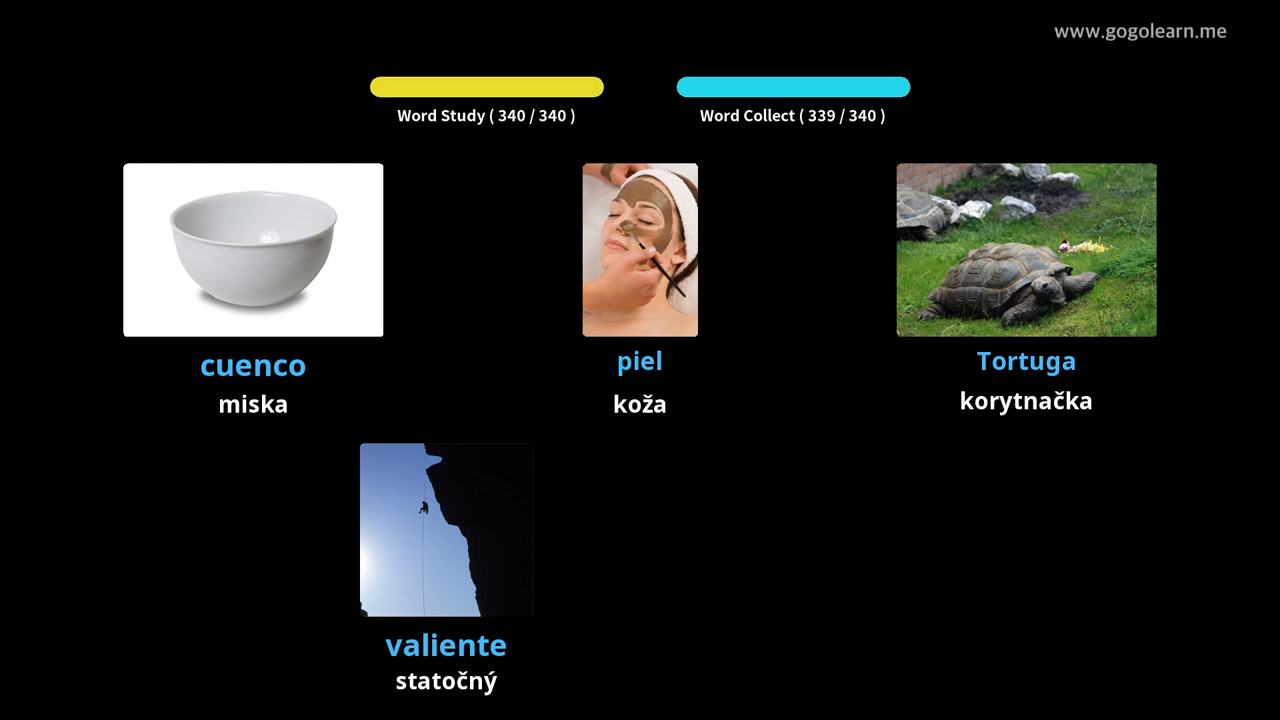 www.gogolearn.me
Word Study ( 340 / 340 )
Word Collect ( 339 / 340 )
cuenco
miska
piel
koža
Tortuga
korytnačka
valiente
statočný